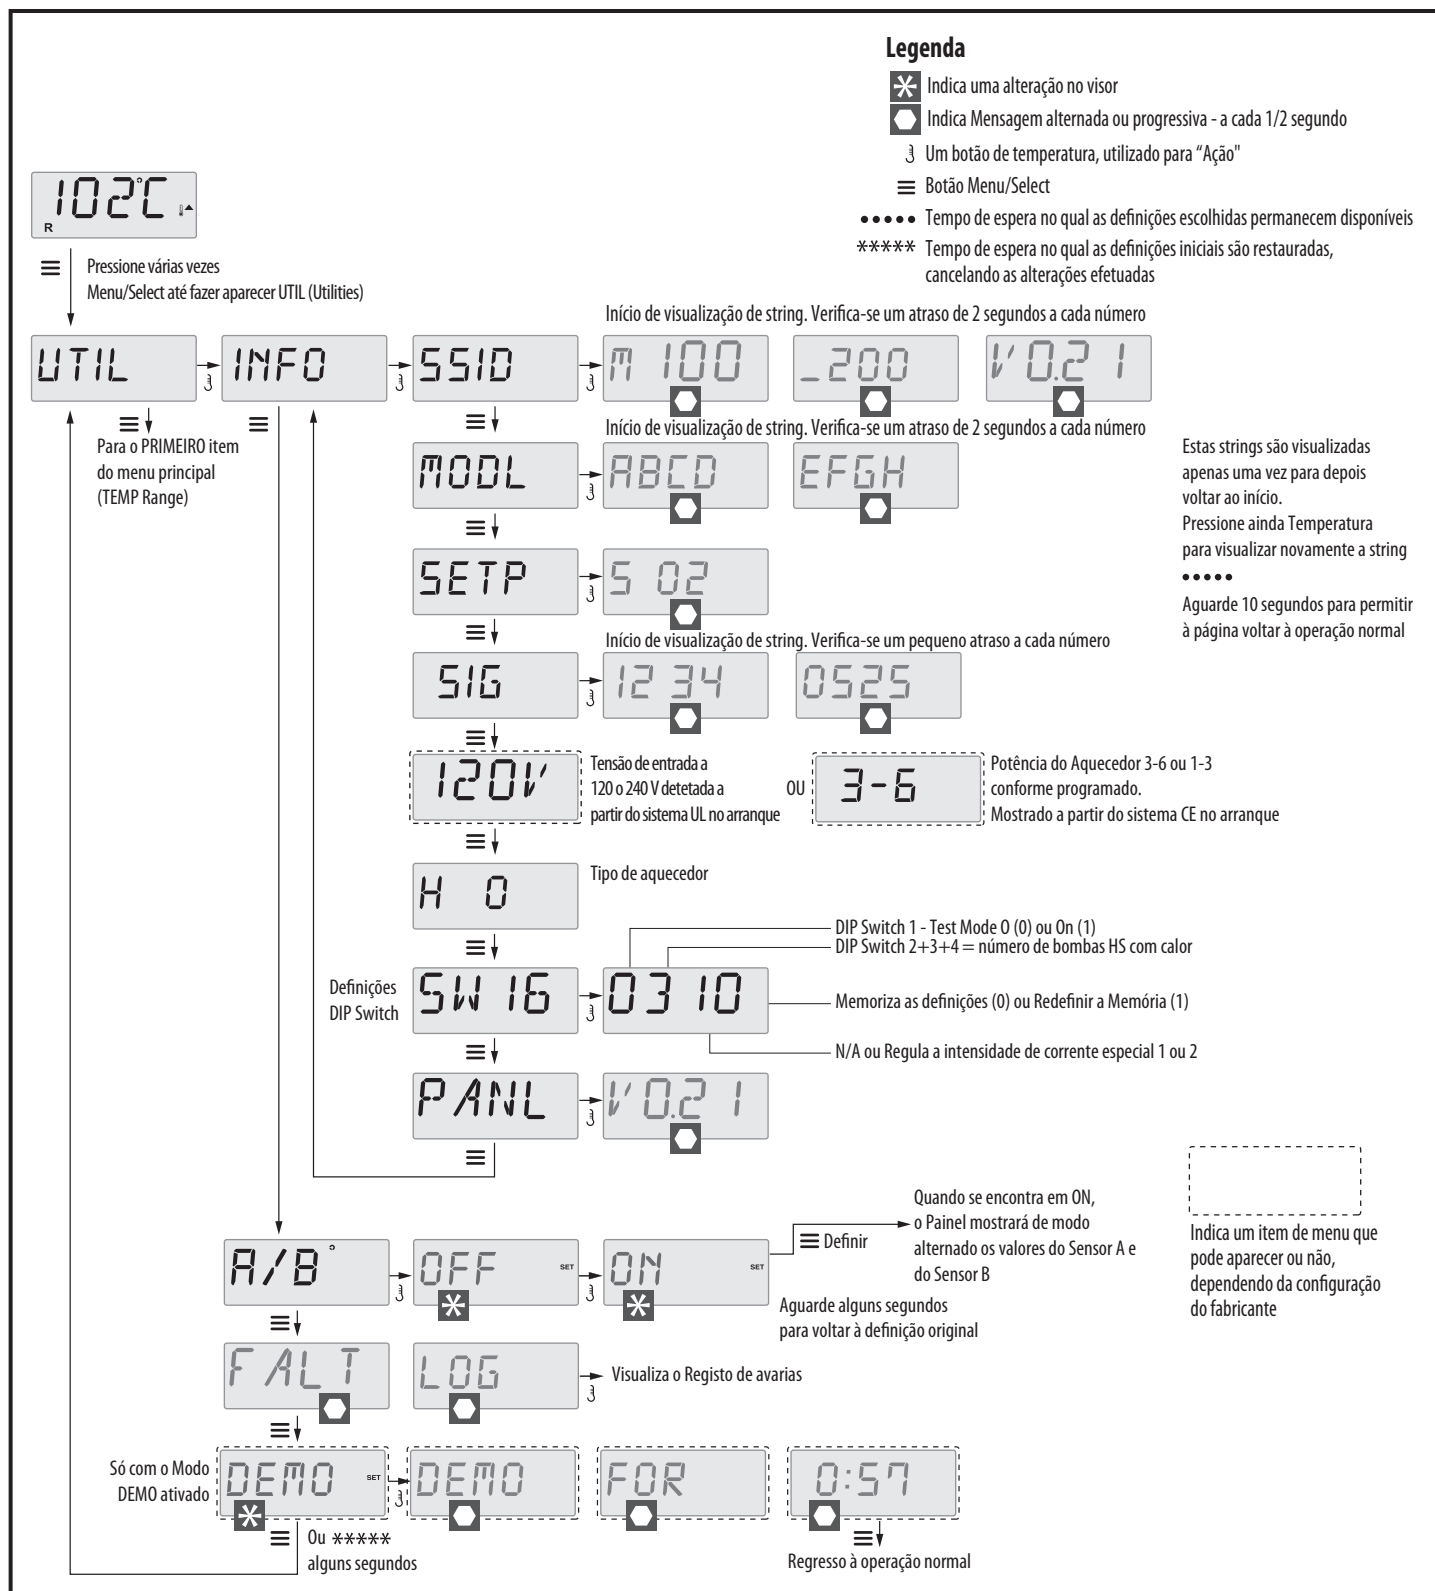 Legenda
Indica uma alteração no visor
Indica Mensagem alternada ou progressiva - a cada 1/2 segundo
Um botão de temperatura, utilizado para “Ação"
Botão Menu/Select
••••• Tempo de espera no qual as definições escolhidas permanecem disponíveis
***** Tempo de espera no qual as definições iniciais são restauradas,
cancelando as alterações efetuadas
102°C
R
Pressione várias vezes
Menu/Select até fazer aparecer UTIL (Utilities)
Início de visualização de string. Verifica-se um atraso de 2 segundos a cada número
UTIL
INFO
SSID
M 100
_200
V 0.21
Para o PRIMEIRO item
do menu principal
(TEMP Range)
Início de visualização de string. Verifica-se um atraso de 2 segundos a cada número
MODL
ABCD
EFGH
Estas strings são visualizadas
apenas uma vez para depois
voltar ao início.
Pressione ainda Temperatura
para visualizar novamente a string
•••••
Aguarde 10 segundos para permitir
à página voltar à operação normal
SETP
S 02
Início de visualização de string. Verifica-se um pequeno atraso a cada número
SIG
1234
0525
120V
Tensão de entrada a
120 o 240 V detetada a
partir do sistema UL no arranque
OU
3-6
Potência do Aquecedor 3-6 ou 1-3
conforme programado.
Mostrado a partir do sistema CE no arranque
H 0
Tipo de aquecedor
DIP Switch 1 - Test Mode O (0) ou On (1)
DIP Switch 2+3+4 = número de bombas HS com calor
Definições
DIP Switch
SW 16
0310
Memoriza as definições (0) ou Redefinir a Memória (1)
N/A ou Regula a intensidade de corrente especial 1 ou 2
PANL
V 0.21
Indica um item de menu que
pode aparecer ou não,
dependendo da configuração
do fabricante
A/B°
OFF
SET
ON
SET
Definir
Quando se encontra em ON,
o Painel mostrará de modo
alternado os valores do Sensor A e
do Sensor B
Aguarde alguns segundos
para voltar à definição original
FALT
LOG
Visualiza o Registo de avarias
Só com o Modo
DEMO ativado
DEMO
SET
DEMO
FOR
0:57
Ou *****
alguns segundos
Regresso à operação normal